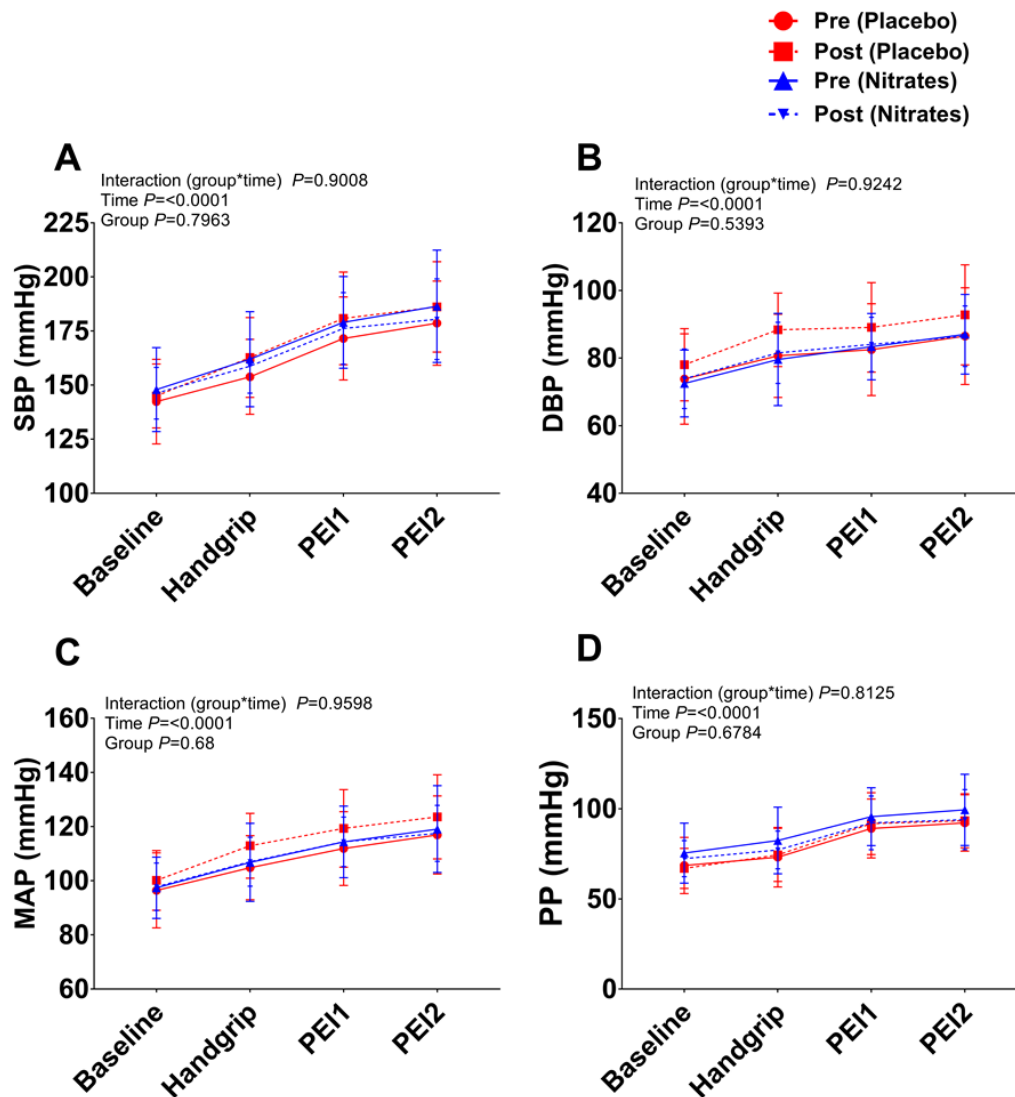 Pre (Placebo)
Post (Placebo)
Pre (Nitrates)
Post (Nitrates)
A
Interaction (group*time) P=0.9008
Time P=<0.0001
Group P=0.7963
225
200
175
150
125
100
SBP (mmHg)
Baseline
Handgrip
PEI1
PEI2
B
Interaction (group*time) P=0.9242
Time P=<0.0001
Group P=0.5393
120
100
80
60
40
DBP (mmHg)
Baseline
Handgrip
PEI1
PEI2
C
Interaction (group*time) P=0.9598
Time P=<0.0001
Group P=0.68
160
140
120
100
80
60
MAP (mmHg)
Baseline
Handgrip
PEI1
PEI2
D
Interaction (group*time) P=0.8125
Time P=<0.0001
Group P=0.6784
150
100
50
0
PP (mmHg)
Baseline
Handgrip
PEI1
PEI2